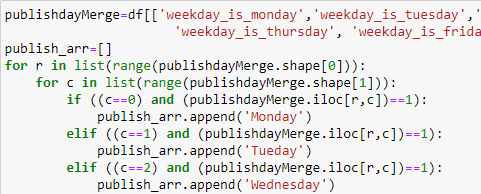 publishdayMerge=df[['weekday_is_monday','weekday_is_tuesday','
'weekday_is_thursday', 'weekday_is_frida
publish_arr=[]
for r in list(range(publishdayMerge.shape[0])):
    for c in list(range(publishdayMerge.shape[1])):
        if ((c==0) and (publishdayMerge.iloc[r,c])==1):
            publish_arr.append('Monday')
        elif ((c==1) and (publishdayMerge.iloc[r,c])==1):
            publish_arr.append('Tueday')
        elif ((c==2) and (publishdayMerge.iloc[r,c])==1):
            publish_arr.append('Wednesday')